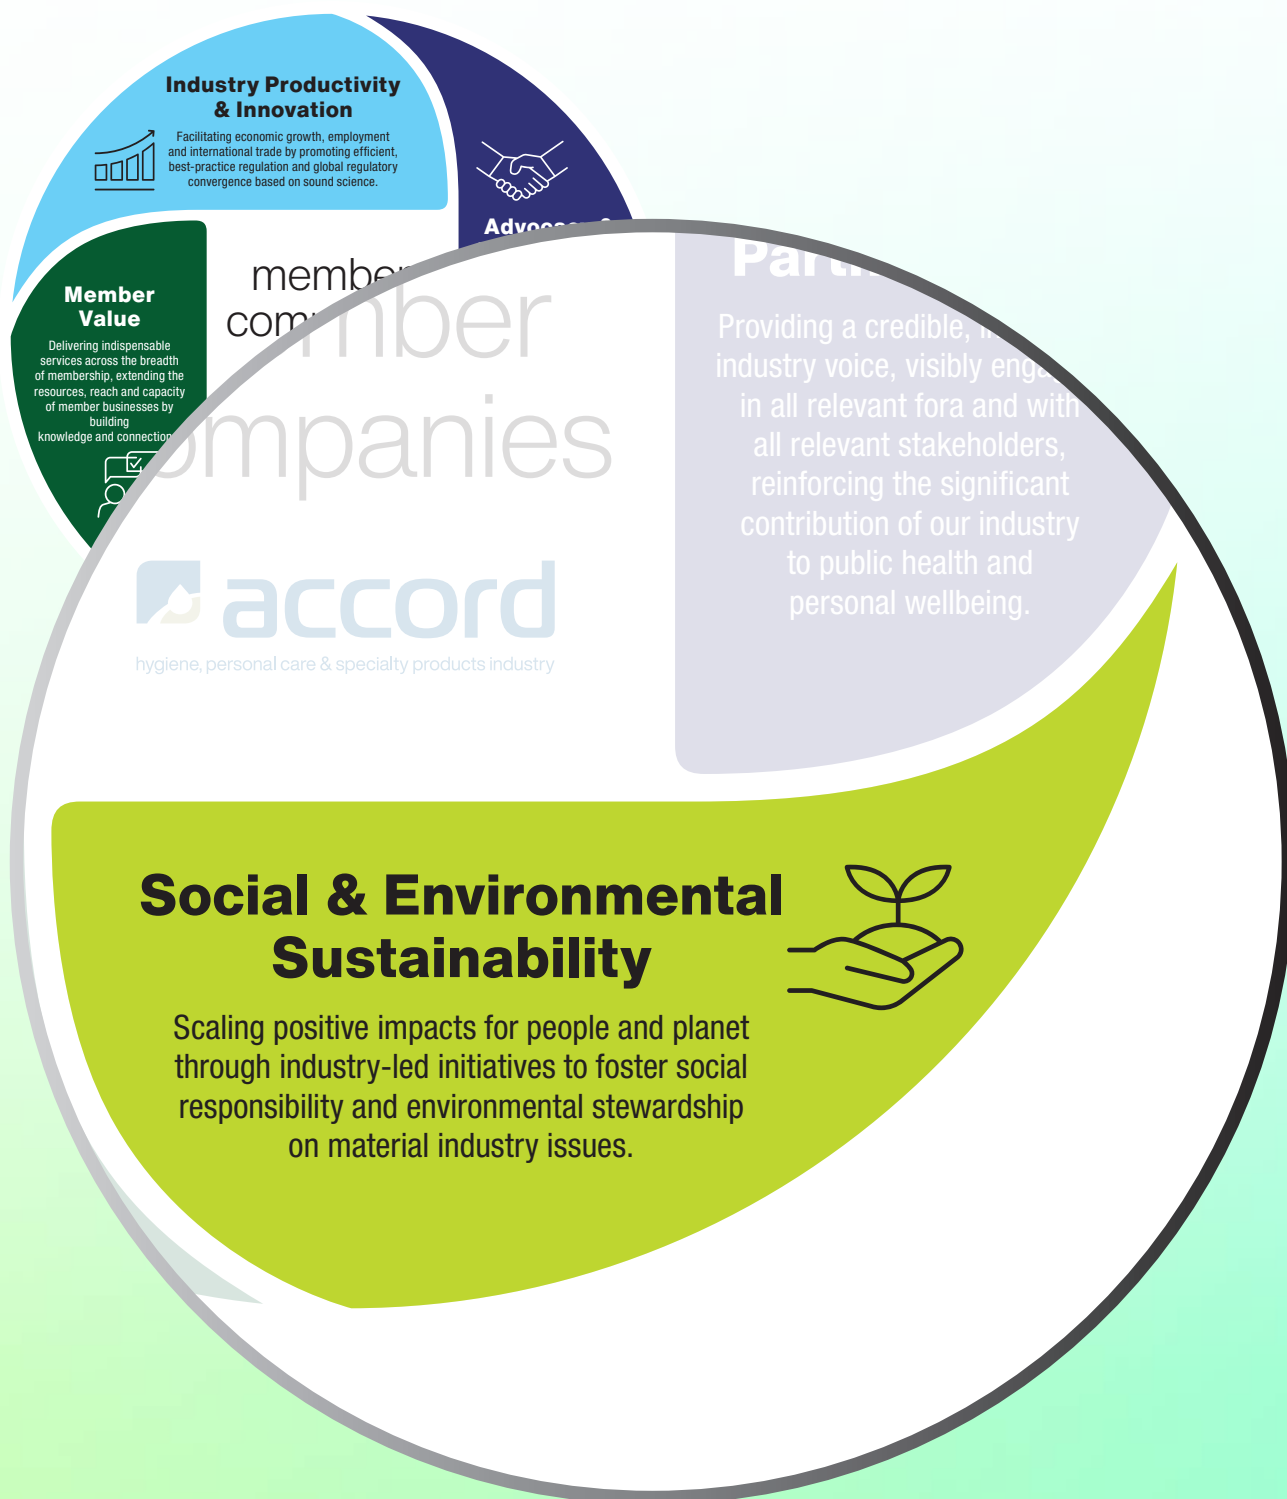 Industry Productivity
& Innovation
Facilitating economic growth, employment
and international trade by promoting efficient,
best-practice regulation and global regulatory
convergence based on sound science.
Member
Value
Delivering indispensable
services across the breadth
of membership, extending the
resources, reach and capacity
of member businesses by
building
knowledge and connection
member
Providing a credible,
industry voice, visibly
in all relevant fora and with
all relevant stakeholders,
reinforcing the significant
contribution of our industry
to public health and
personal wellbeing.
accord
hygiene, personal care & specialty products industry
Social & Environmental
Sustainability
Scaling positive impacts for people and planet
through industry-led initiatives to foster social
responsibility and environmental stewardship
on material industry issues.